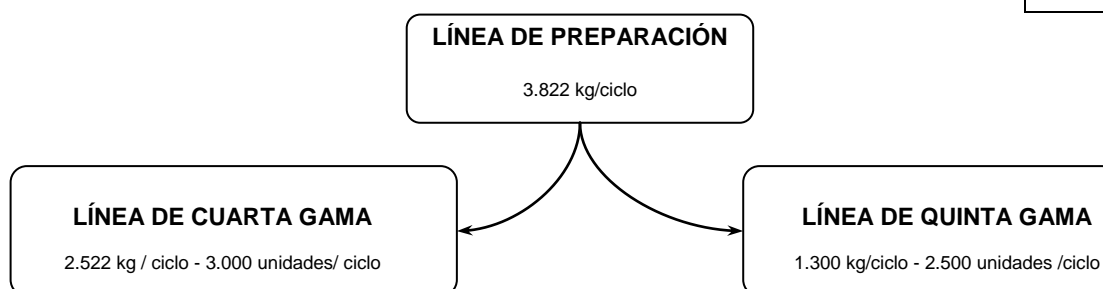 LÍNEA DE PREPARACIÓN
3.822 kg/ciclo
LÍNEA DE CUARTA GAMA
2.522 kg / ciclo - 3.000 unidades/ ciclo
LÍNEA DE QUINTA GAMA
1.300 kg/ciclo - 2.500 unidades /ciclo